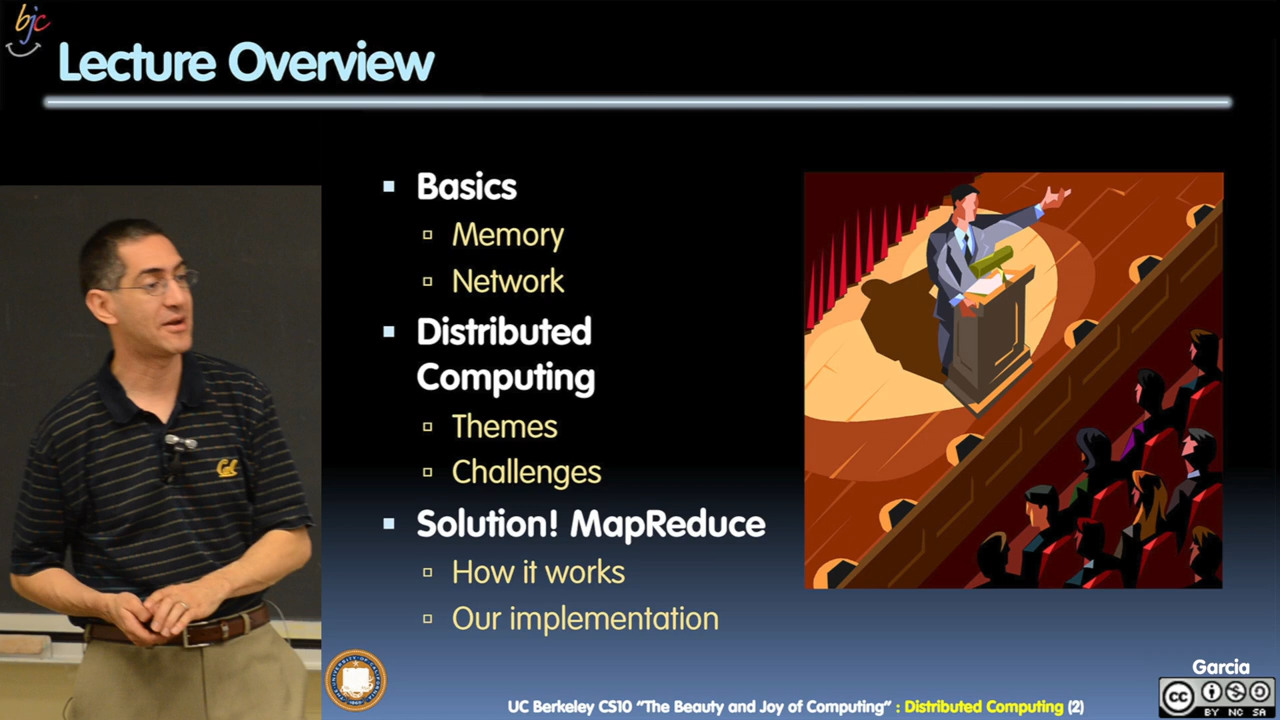 bjc
Lecture Overview
Basics
Memory
Network
Distributed
Computing
Themes
Challenges
Solution! MapReduce
How it works
Our implementation
Cal
Garcia
UC Berkeley CS10 “The Beauty and Joy of Computing” : Distributed Computing (2)
cc
BY NC SA